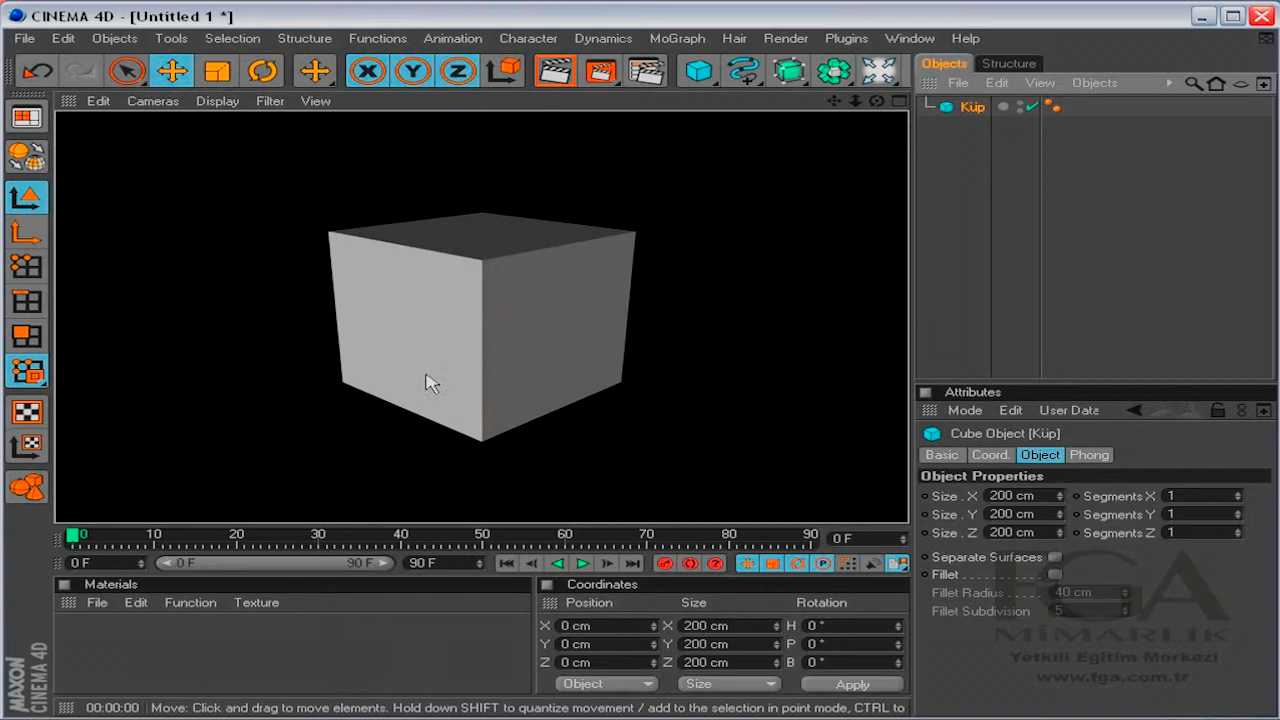 CINEMA 4D - [Untitled 1 *]
File Edit Objects Tools Selection Structure Functions Animation Character Dynamics MoGraph Hair Render Plugins Window Help
X Y Z
Objects Structure
File Edit View Objects
Edit Cameras Display Filter View
Küp
Attributes
Mode Edit User Data
Cube Object [Küp]
Basic Coord. Object Phong
Object Properties
Size . X 200 cm Segments X 1
Size . Y 200 cm Segments Y 1
Size . Z 200 cm Segments Z 1
Separate Surfaces
Fillet
Fillet Radius 40 cm
Fillet Subdivision 5
0 10 20 30 40 50 60 70 80 90 0 F
0 F 0 F 90 F 90 F
Materials
File Edit Function Texture
Coordinates
Position Size Rotation
X 0 cm X 200 cm H 0 °
Y 0 cm Y 200 cm P 0 °
Z 0 cm Z 200 cm B 0 °
Object Size Apply
FGA
MİMARLIK
Yetkili Eğitim Merkezi
www.fga.com.tr
MAXON
CINEMA 4D
00:00:00 Move: Click and drag to move elements. Hold down SHIFT to quantize movement / add to the selection in point mode, CTRL to